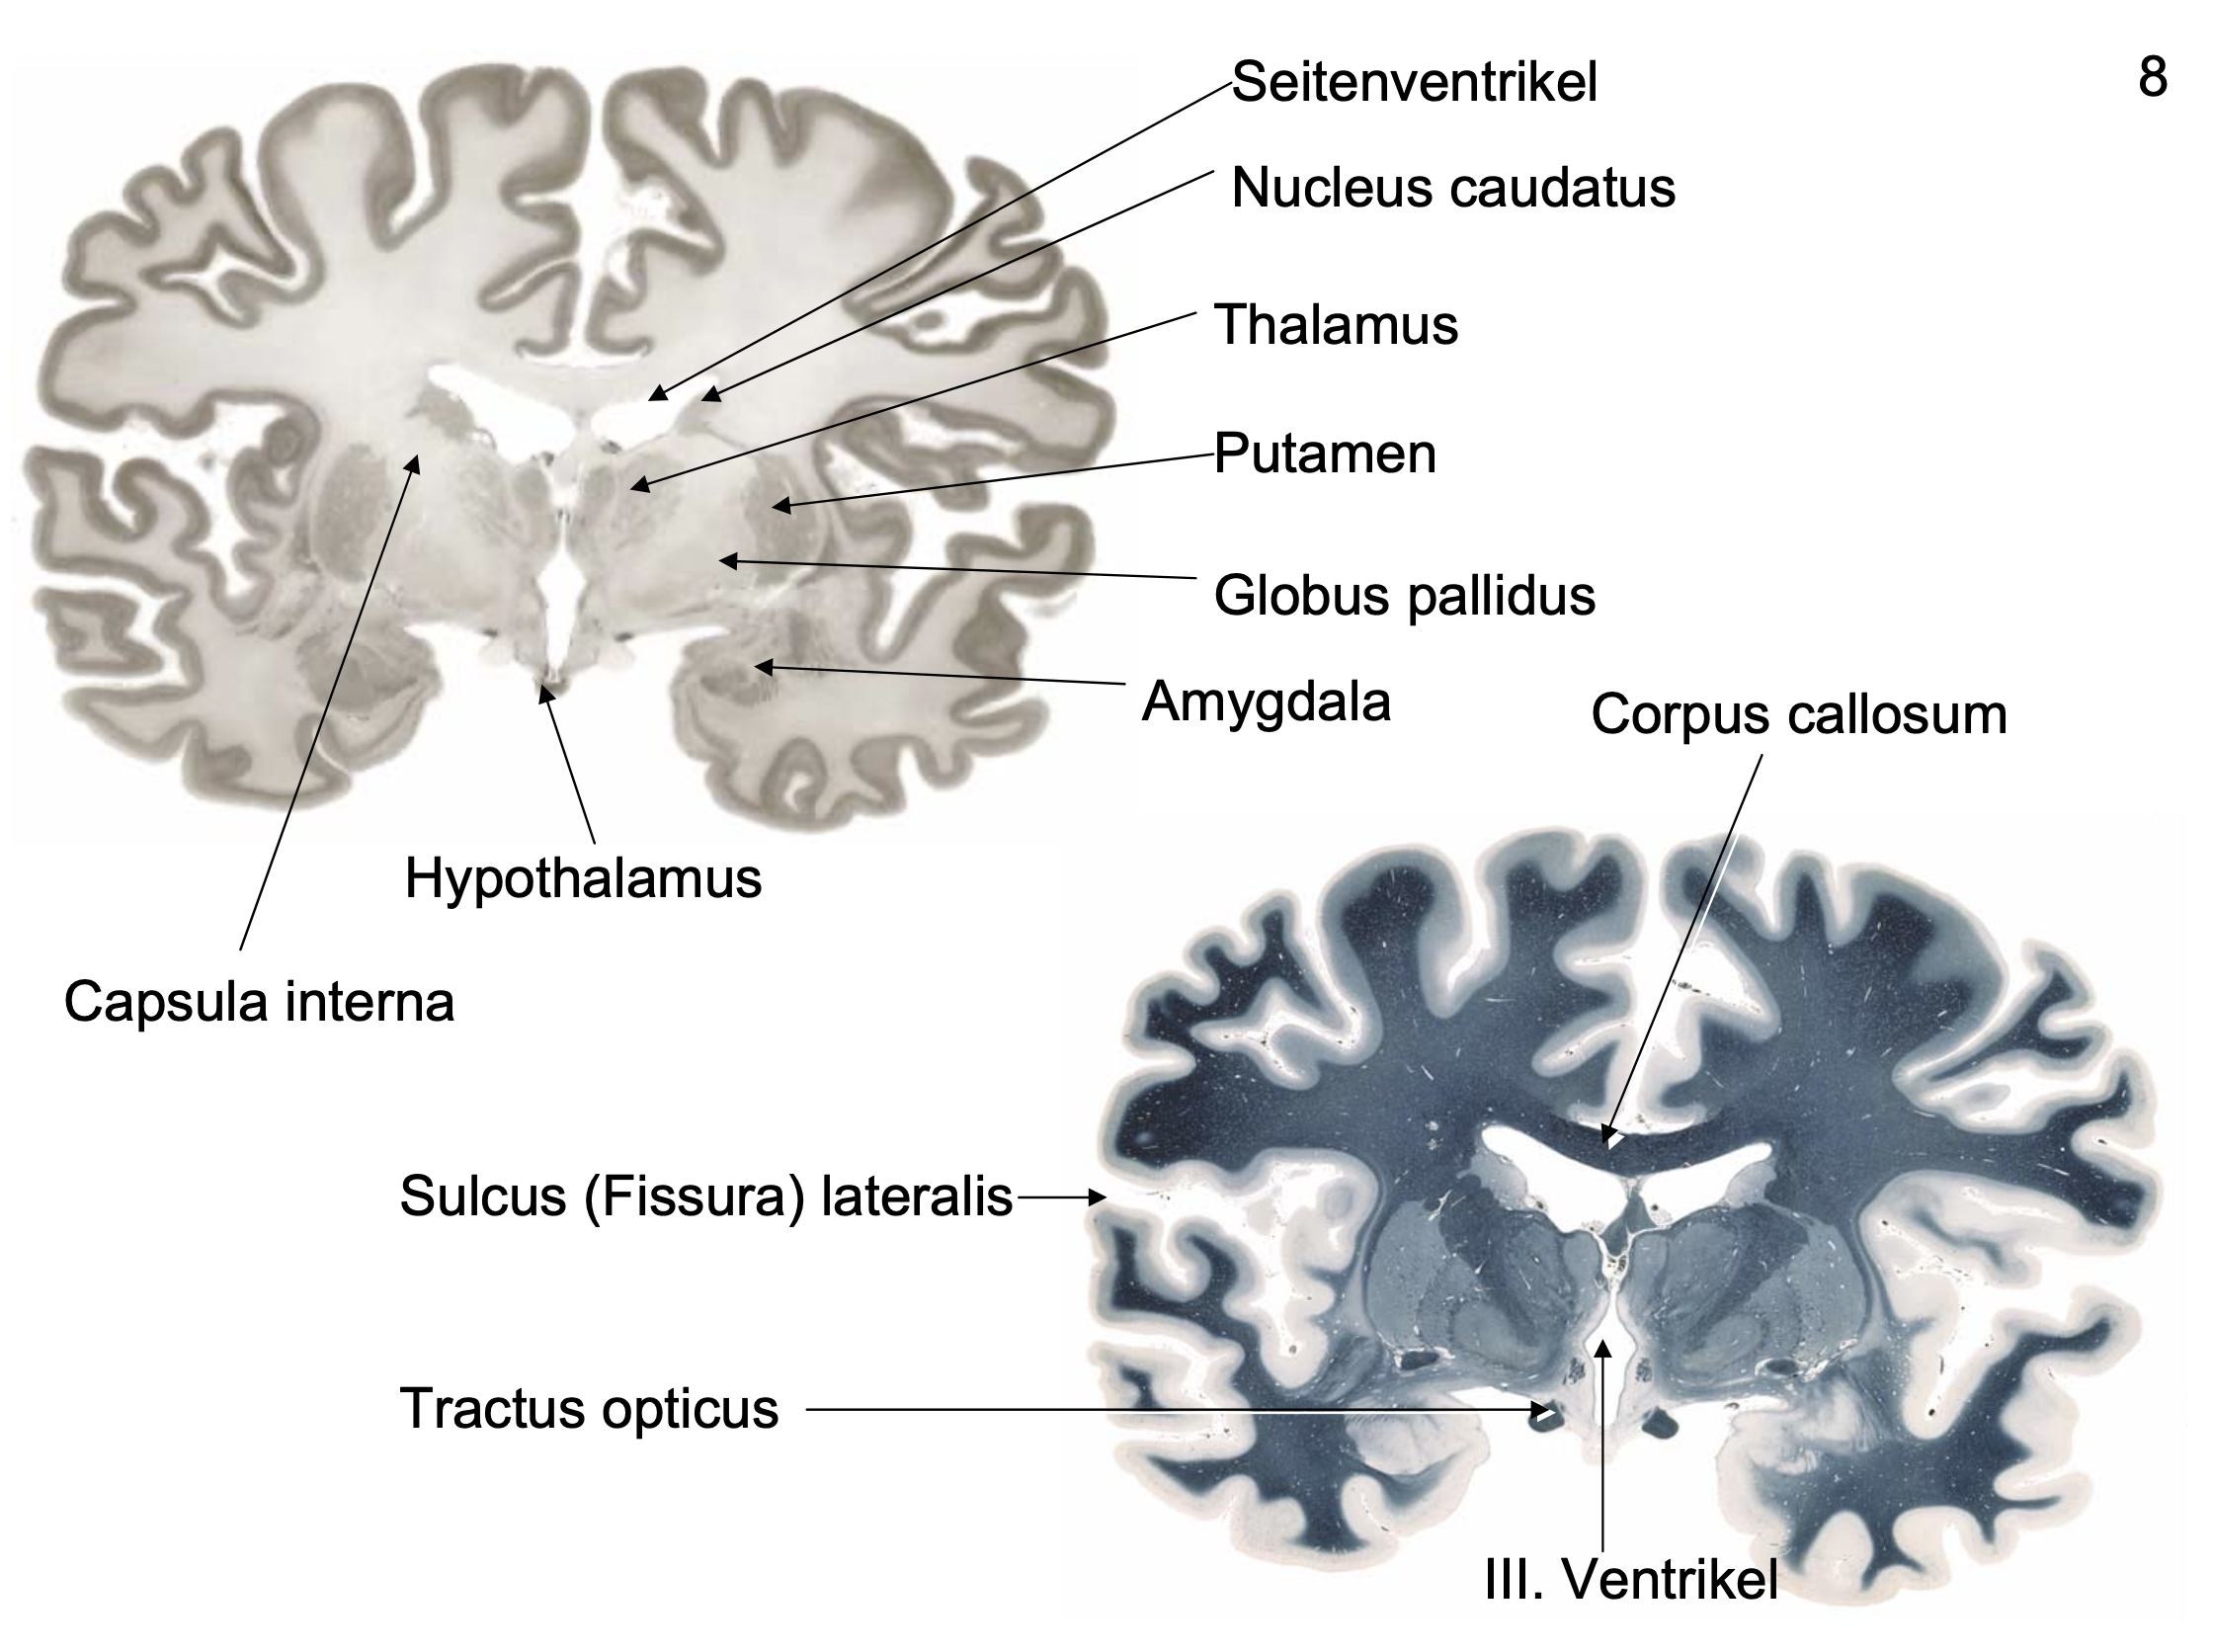 8
Seitenventrikel
Nucleus caudatus
Thalamus
Putamen
Globus pallidus
Amygdala
Corpus callosum
Hypothalamus
Capsula interna
Sulcus (Fissura) lateralis
Tractus opticus
III. Ventrikel